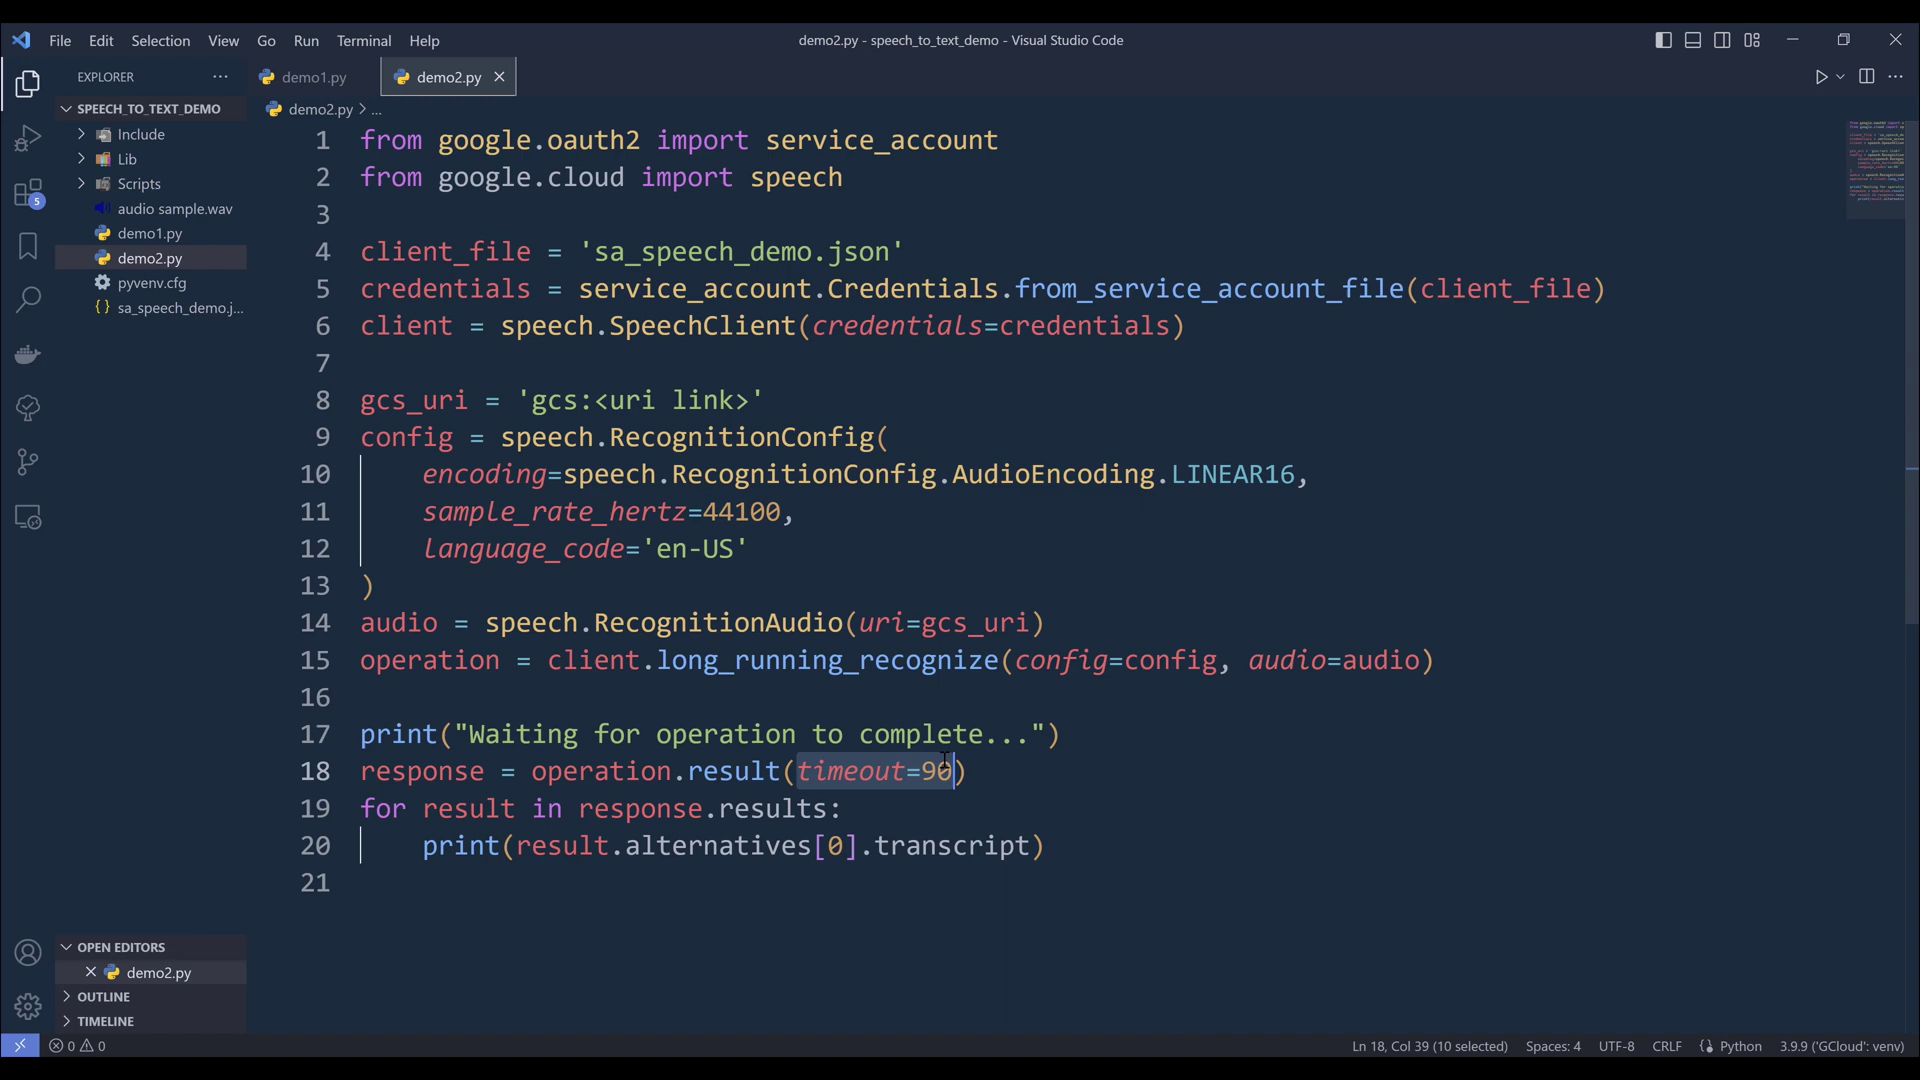 File Edit Selection View Go Run Terminal Help
demo2.py - speech_to_text_demo - Visual Studio Code
EXPLORER
SPEECH_TO_TEXT_DEMO
Include
Lib
Scripts
audio sample.wav
demo1.py
demo2.py
pyvenv.cfg
{} sa_speech_demo.j...
5
OPEN EDITORS
demo2.py
OUTLINE
TIMELINE
demo1.py
demo2.py
demo2.py > ...
1 from google.oauth2 import service_account
2 from google.cloud import speech
3
4 client_file = 'sa_speech_demo.json'
5 credentials = service_account.Credentials.from_service_account_file(client_file)
6 client = speech.SpeechClient(credentials=credentials)
7
8 gcs_uri = 'gcs:<uri link>'
9 config = speech.RecognitionConfig(
10 encoding=speech.RecognitionConfig.AudioEncoding.LINEAR16,
11 sample_rate_hertz=44100,
12 language_code='en-US'
13 )
14 audio = speech.RecognitionAudio(uri=gcs_uri)
15 operation = client.long_running_recognize(config=config, audio=audio)
16
17 print("Waiting for operation to complete...")
18 response = operation.result(timeout=90)
19 for result in response.results:
20 print(result.alternatives[0].transcript)
21
0 0
Ln 18, Col 39 (10 selected) Spaces: 4 UTF-8 CRLF Python 3.9.9 ('GCloud': venv)